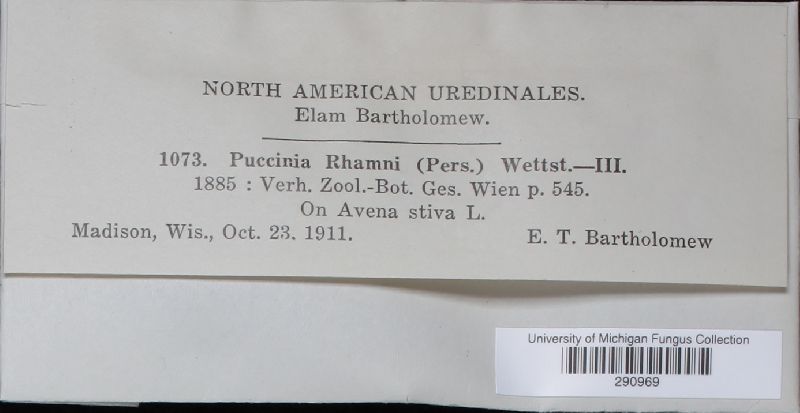 NORTH AMERICAN UREDINALES.
Elam Bartholomew.
1073. Puccinia Rhamni (Pers.) Wettst.—III.
1885 : Verh. Zool.-Bot. Ges. Wien p. 545.
On Avena stiva L.
Madison, Wis., Oct. 23. 1911. E. T. Bartholomew
University of Michigan Fungus Collection
290969